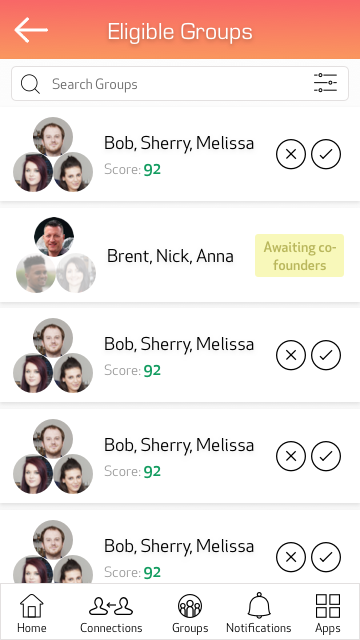 Eligible Groups
Search Groups
Bob, Sherry, Melissa
Score: 92
Brent, Nick, Anna
Awaiting co-
founders
Bob, Sherry, Melissa
Score: 92
Bob, Sherry, Melissa
Score: 92
Bob, Sherry, Melissa
Score: 92
Home Connections Groups Notifications Apps